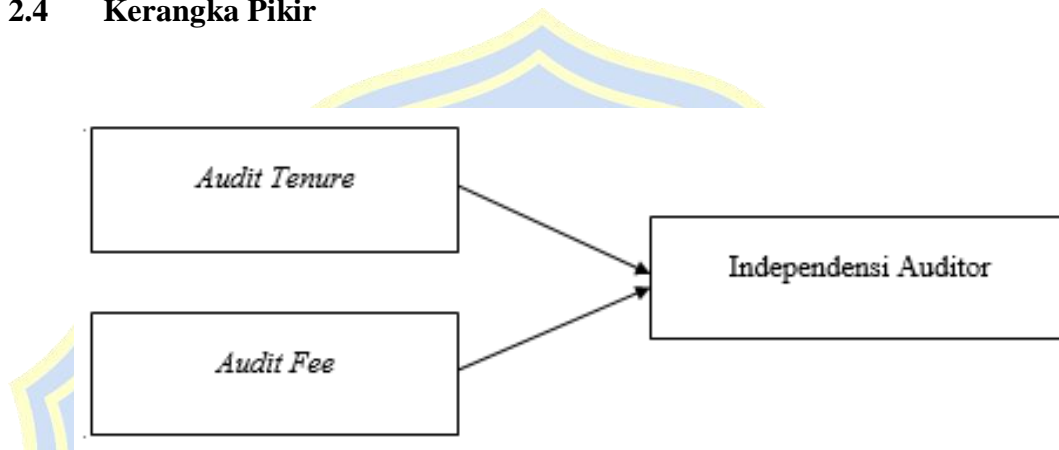 2.4 Kerangka Pikir
Audit Tenure
Independensi Auditor
Audit Fee